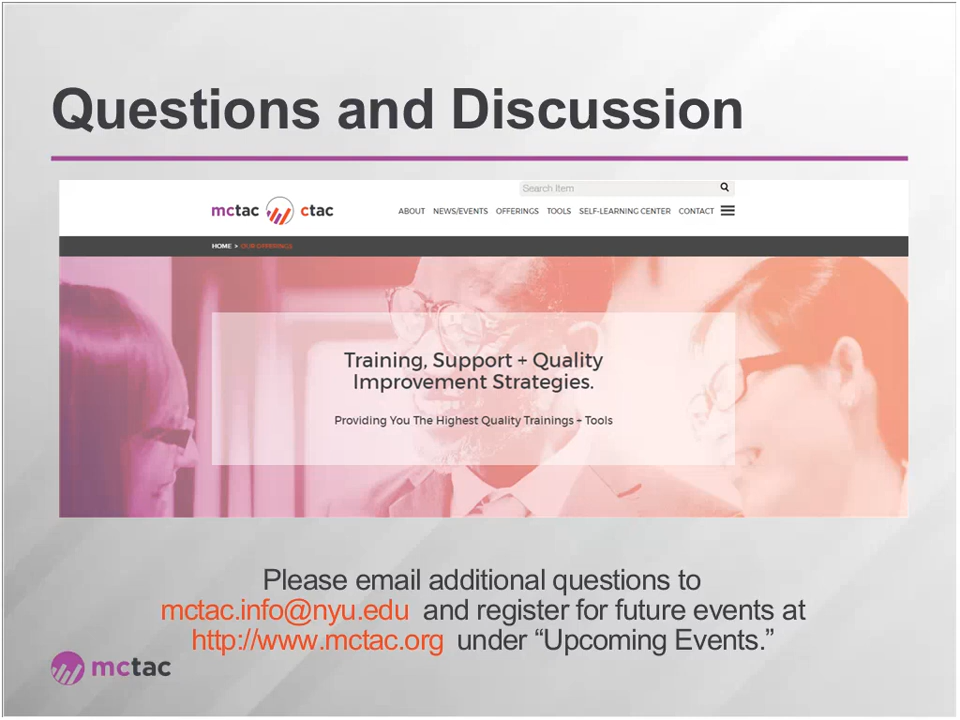 Questions and Discussion
Search Item
mctac ctac
ABOUT NEWS/EVENTS OFFERINGS TOOLS SELF-LEARNING CENTER CONTACT
HOME > OUR OFFERINGS
Training, Support + Quality
Improvement Strategies.
Providing You The Highest Quality Trainings + Tools
Please email additional questions to
mctac.info@nyu.edu and register for future events at
http://www.mctac.org under “Upcoming Events.”
mctac